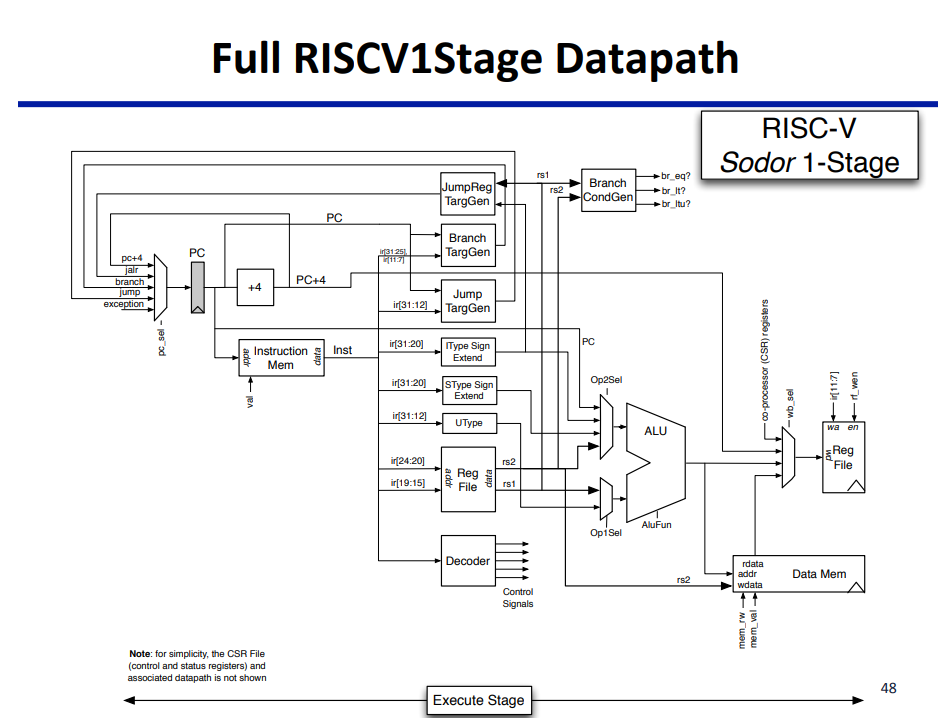 Full RISCV1Stage Datapath
RISC-V
Sodor 1-Stage
JumpReg
TargGen
rs1
rs2
Branch
CondGen
br_eq?
br_lt?
br_ltu?
PC
ir[31:25],
ir[11:7]
Branch
TargGen
pc+4
jalr
branch
jump
exception
PC
+4
PC+4
Jump
TargGen
ir[31:12]
pc_sel
Instruction
Mem
addr
data
Inst
val
ir[31:20]
IType Sign
Extend
PC
ir[31:20]
SType Sign
Extend
Op2Sel
ir[31:12]
UType
ALU
co-processor (CSR) registers
wb_sel
ir[11:7]
rf_wen
wa
en
wd
Reg
File
ir[24:20]
ir[19:15]
addr
Reg
File
data
rs2
rs1
Op1Sel
AluFun
Decoder
Control
Signals
rs2
rdata
addr
wdata
Data Mem
mem_rw
mem_val
Note: for simplicity, the CSR File
(control and status registers) and
associated datapath is not shown
Execute Stage
48